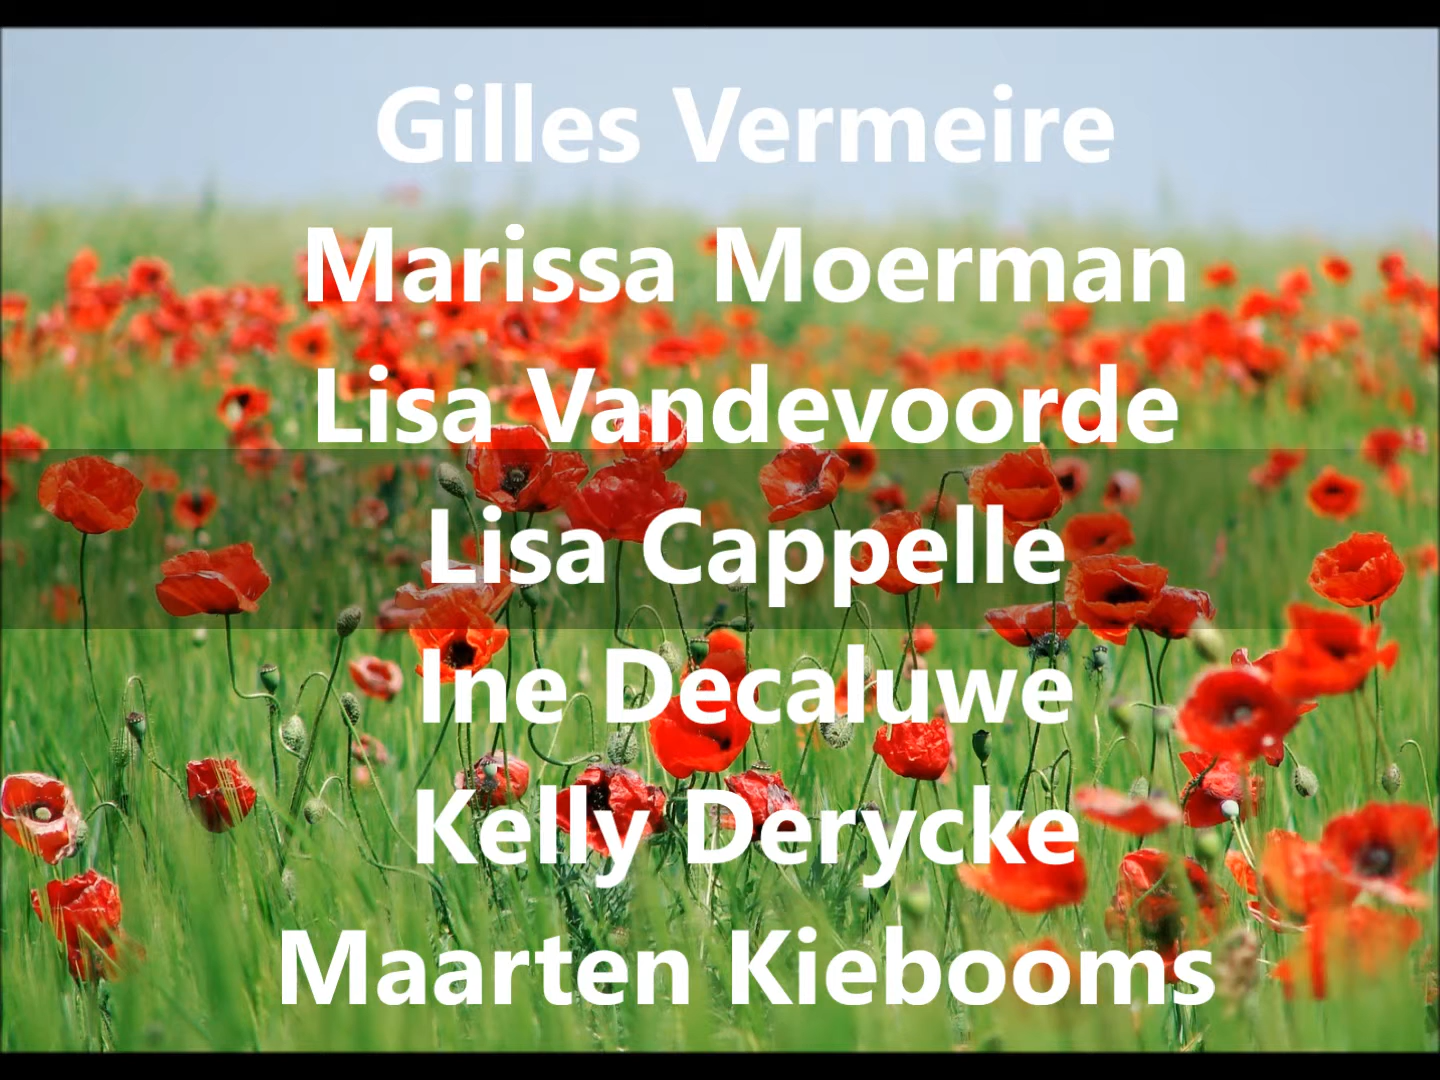 Gilles Vermeire
Marissa Moerman
Lisa Vandevoorde
Lisa Cappelle
Ine Decaluwe
Kelly Derycke
Maarten Kiebooms